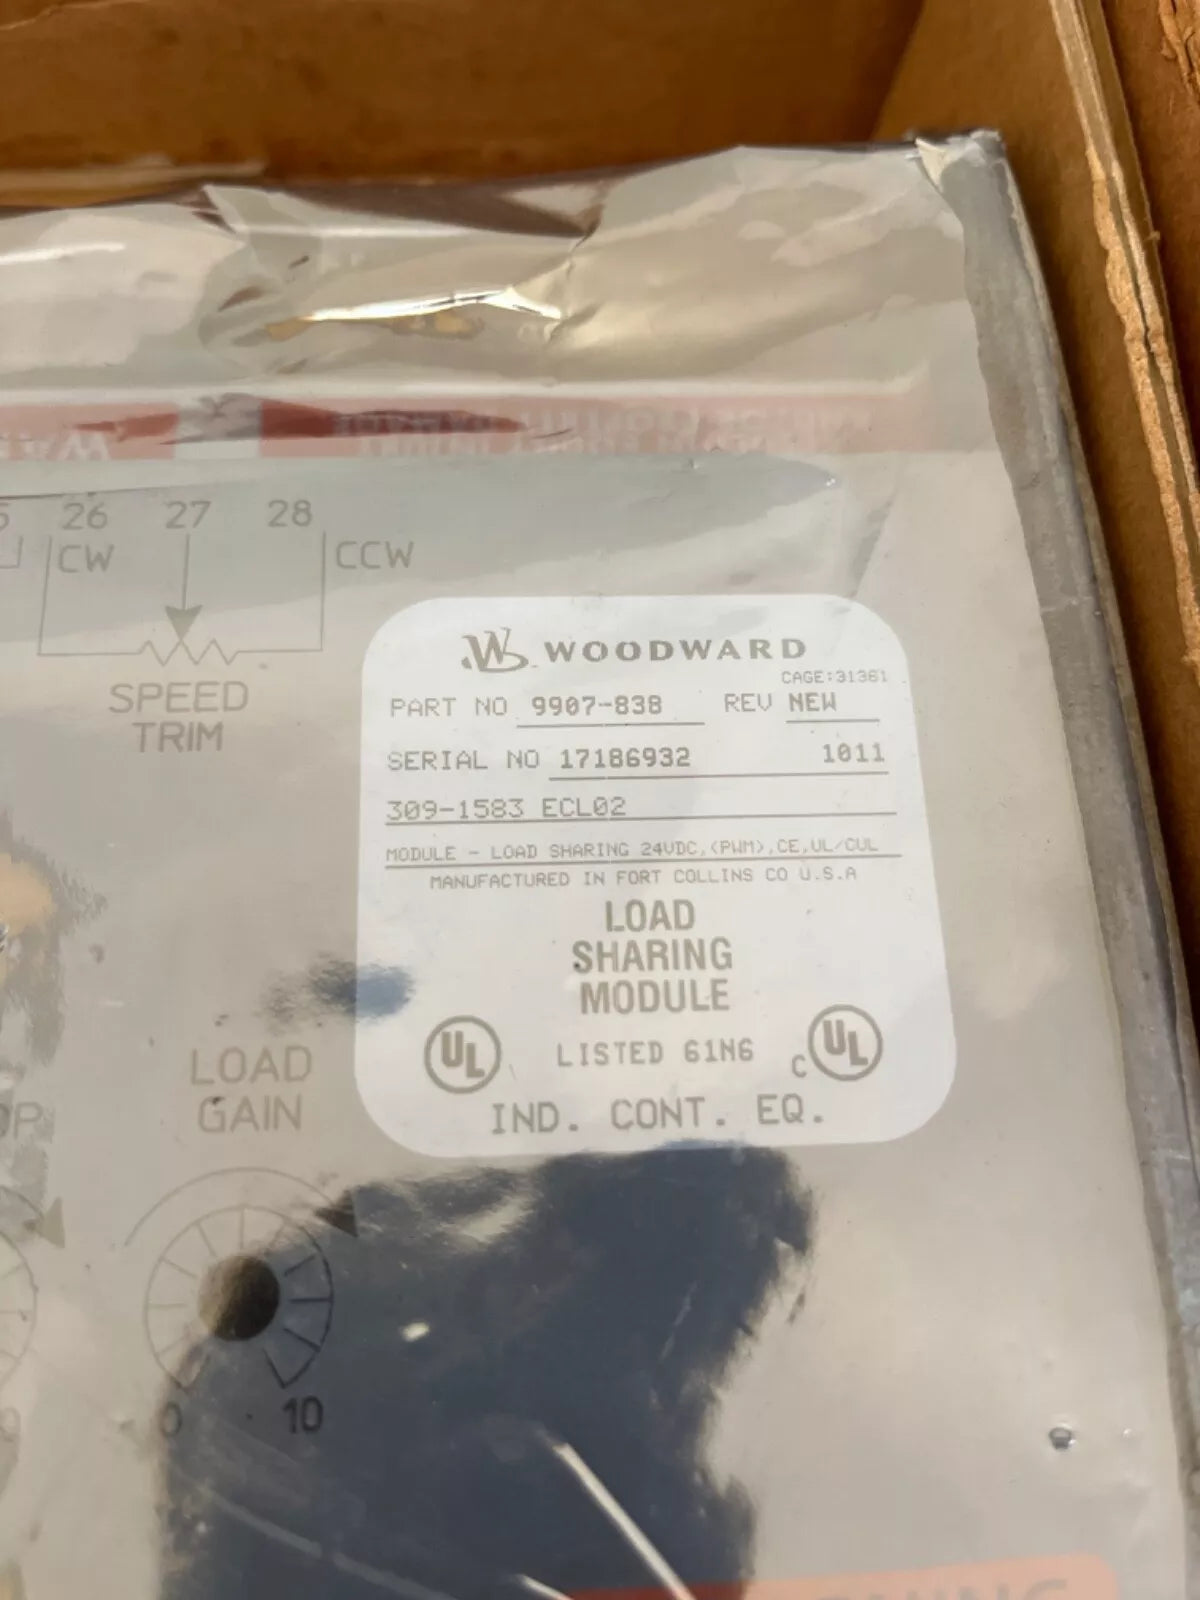 26 27 28
CW CCW
SPEED
TRIM
WOODWARD
CAGE:31361
PART NO 9907-838 REV NEW
SERIAL NO 17186932 1011
309-1583 ECL02
MODULE - LOAD SHARING 24VDC,<PWM>,CE,UL/CUL
MANUFACTURED IN FORT COLLINS CO U.S.A
LOAD
SHARING
MODULE
UL LISTED 61N6 C UL
IND. CONT. EQ.
LOAD
GAIN
0 10